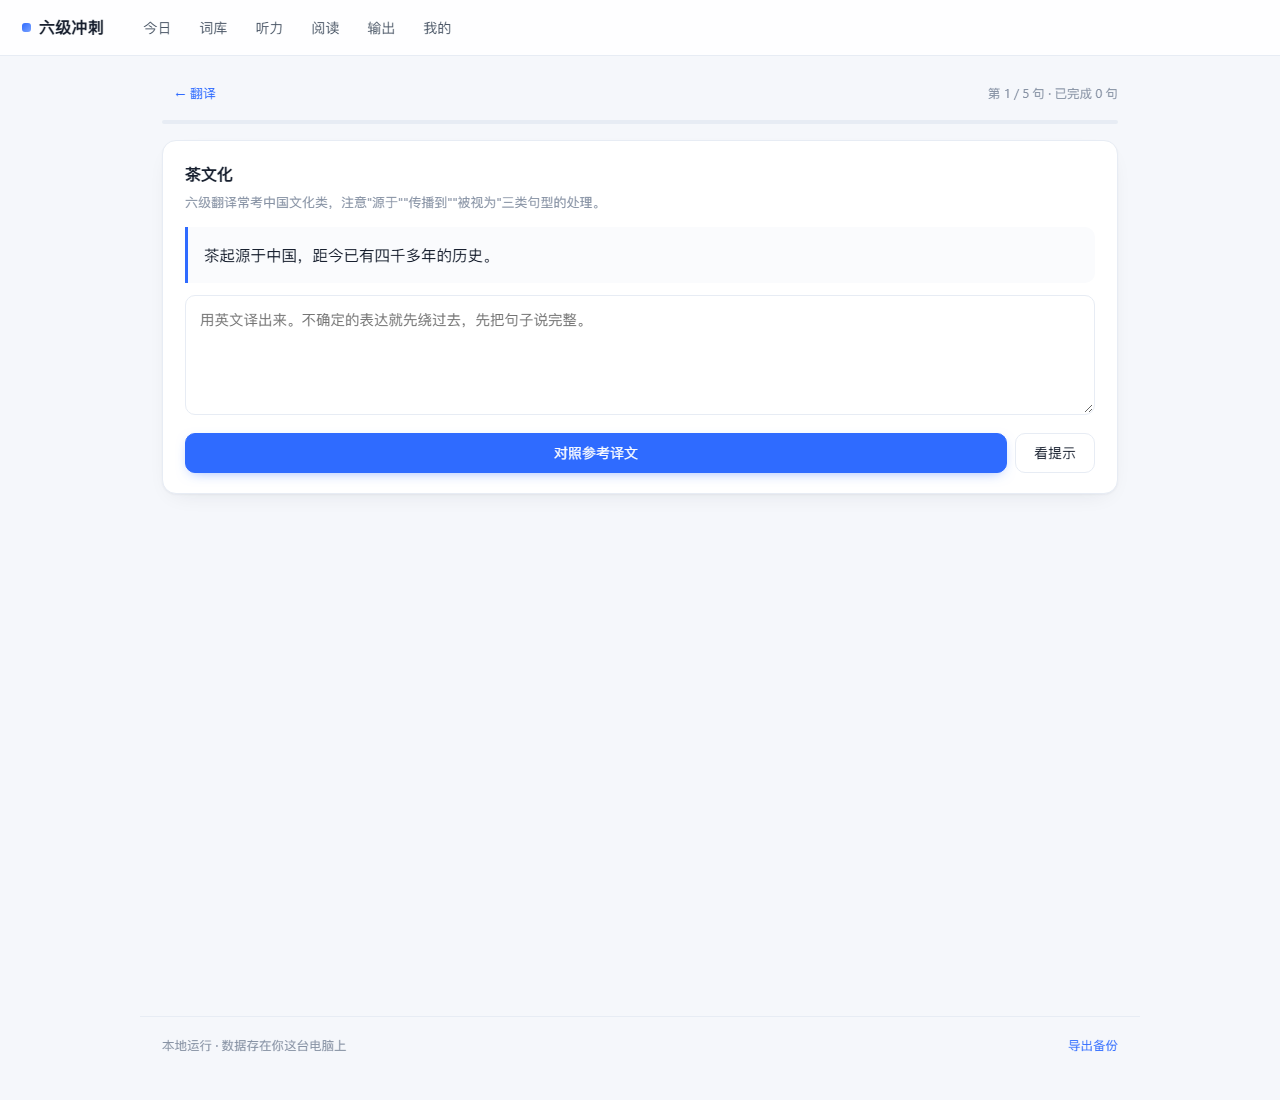 六级冲刺 今日 词库 听力 阅读 输出 我的
← 翻译 第 1 / 5 句 · 已完成 0 句
茶文化
六级翻译常考中国文化类，注意"源于""传播到""被视为"三类句型的处理。
茶起源于中国，距今已有四千多年的历史。
用英文译出来。不确定的表达就先绕过去，先把句子说完整。
对照参考译文 看提示
本地运行 · 数据存在你这台电脑上 导出备份